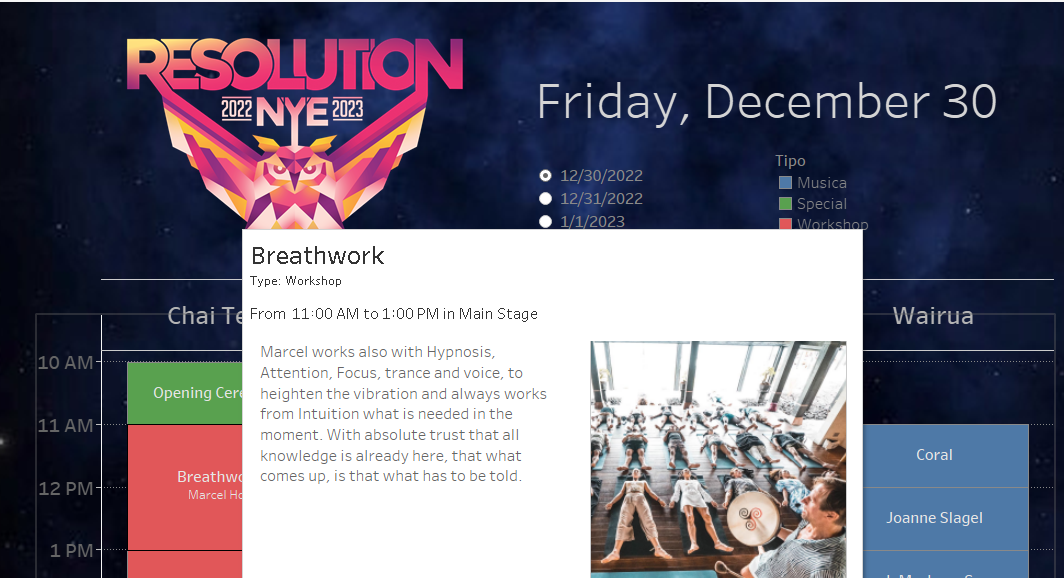 RESOLUTION
2022 NYE 2023
Friday, December 30
12/30/2022
12/31/2022
1/1/2023
Tipo
Musica
Special
Workshop
Breathwork
Type: Workshop
From 11:00 AM to 1:00 PM in Main Stage
Marcel works also with Hypnosis,
Attention, Focus, trance and voice, to
heighten the vibration and always works
from Intuition what is needed in the
moment. With absolute trust that all
knowledge is already here, that what
comes up, is that what has to be told.
Chai Te
Wairua
10 AM
Opening Cere
11 AM
Breathwo
Marcel Ho
Coral
12 PM
Joanne Slagel
1 PM